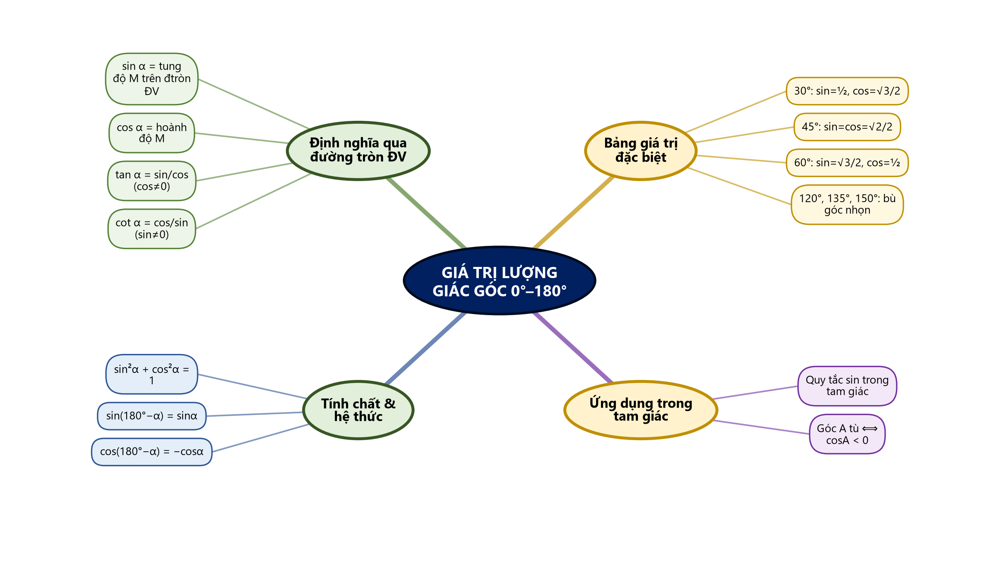 sin α = tung
độ M trên đtròn
ĐV
cos α = hoành
độ M
tan α = sin/cos
(cos≠0)
cot α = cos/sin
(sin≠0)
Định nghĩa qua
đường tròn ĐV
Bảng giá trị
đặc biệt
30°: sin=½, cos=√3/2
45°: sin=cos=√2/2
60°: sin=√3/2, cos=½
120°, 135°, 150°: bù
góc nhọn
GIÁ TRỊ LƯỢNG
GIÁC GÓC 0°–180°
sin²α + cos²α =
1
sin(180°−α) = sinα
cos(180°−α) = −cosα
Tính chất &
hệ thức
Ứng dụng trong
tam giác
Quy tắc sin trong
tam giác
Góc A tù ⟺
cosA < 0